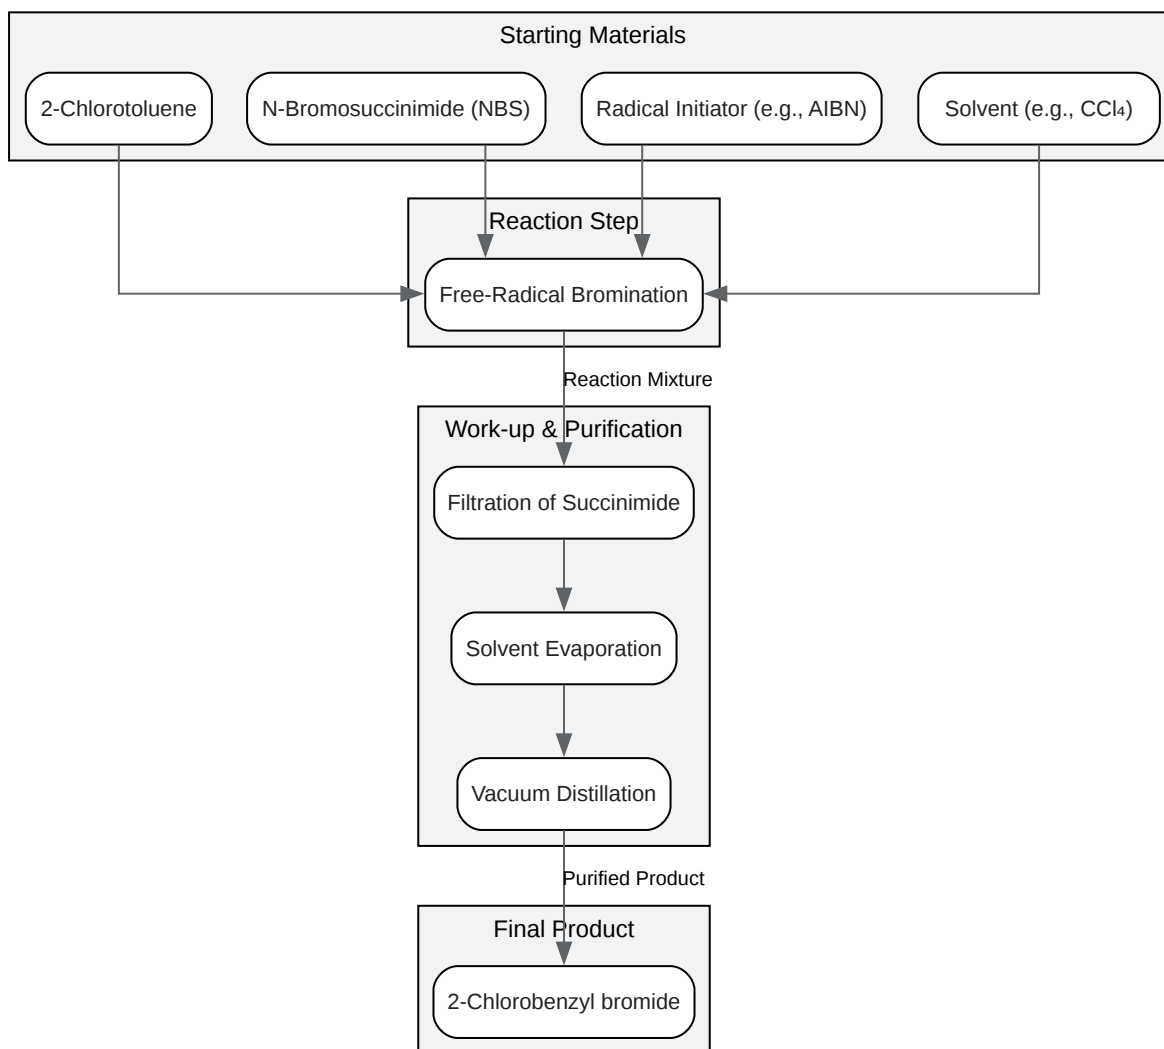 Starting Materials
2-Chlorotoluene
N-Bromosuccinimide (NBS)
Radical Initiator (e.g., AIBN)
Solvent (e.g., CCl₄)
Reaction Step
Free-Radical Bromination
Reaction Mixture
Work-up & Purification
Filtration of Succinimide
Solvent Evaporation
Vacuum Distillation
Purified Product
Final Product
2-Chlorobenzyl bromide